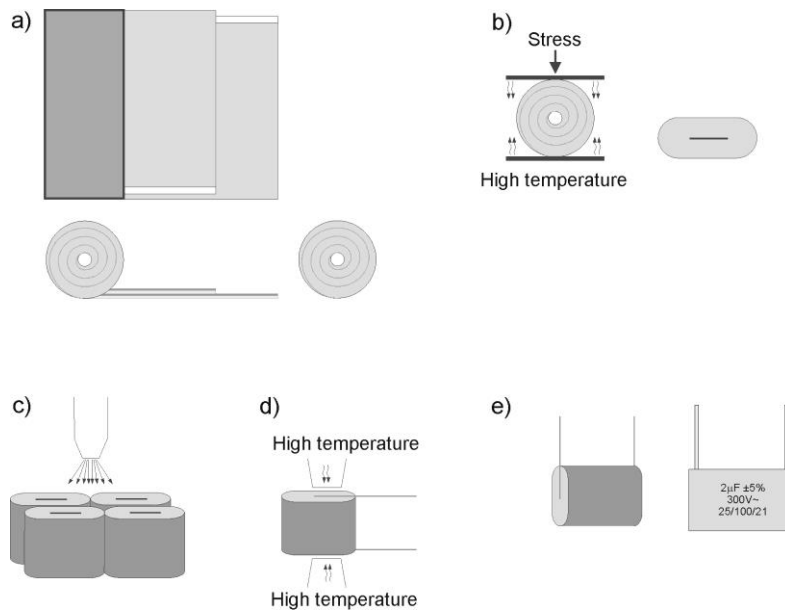 a)
b)
Stress
High temperature
c)
d)
High temperature
High temperature
e)
2µF ±5%
300V~
25/100/21